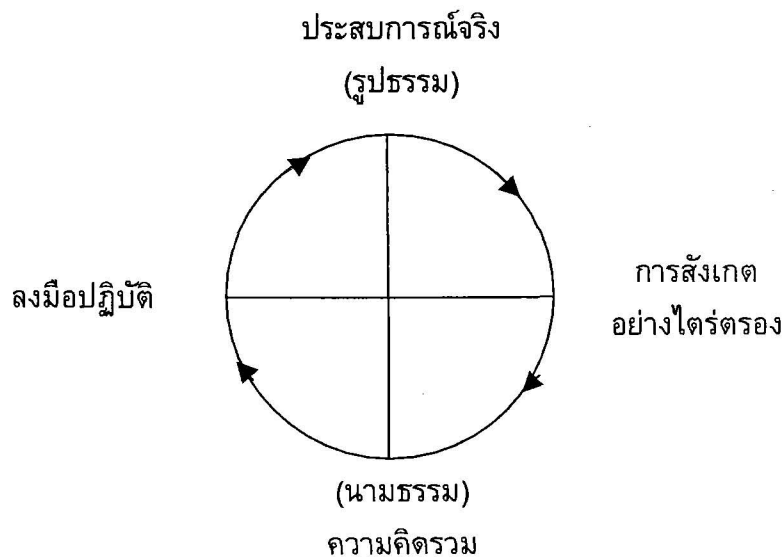 ประสบการณ์จริง
(รูปธรรม)
ลงมือปฏิบัติ
การสังเกต
อย่างไตร่ตรอง
(นามธรรม)
ความคิดรวม